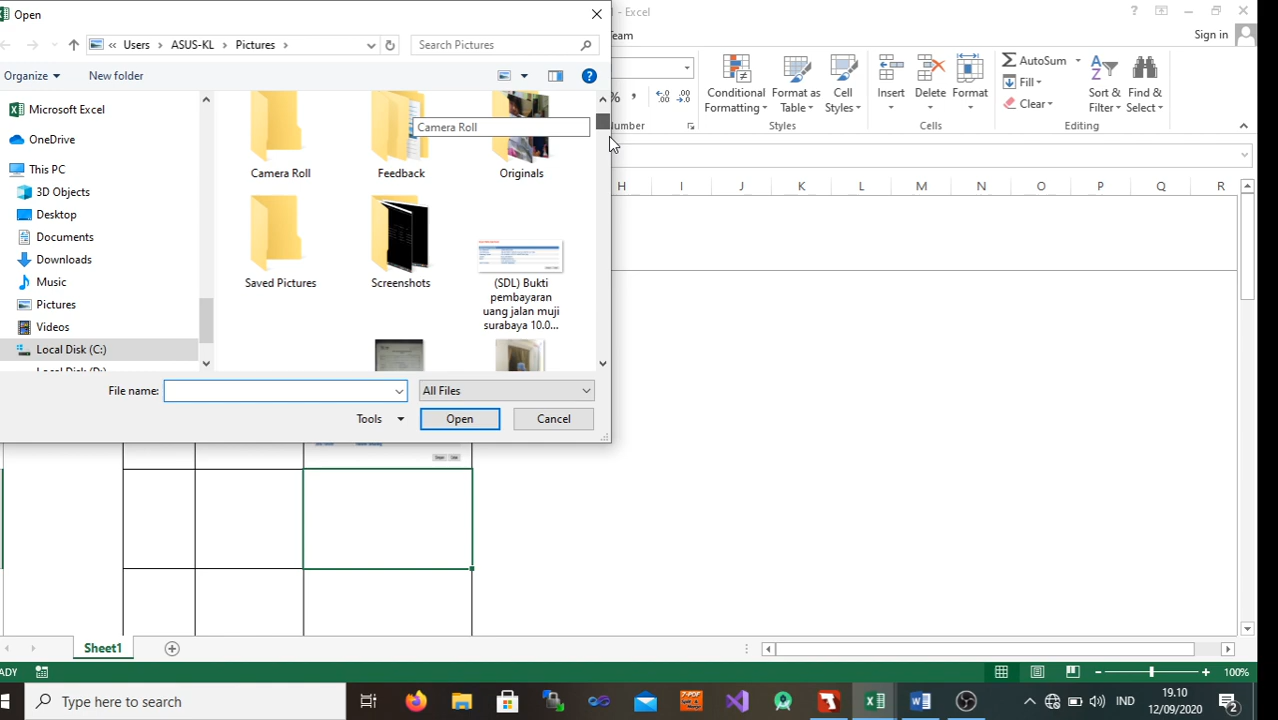 Open
- Excel
Users > ASUS-KL > Pictures >
Search Pictures
Team
Sign in
Organize
New folder
AutoSum
Fill
Clear
Sort &
Filter
Find &
Select
Conditional
Formatting
Format as
Table
Cell
Styles
Insert
Delete
Format
Styles
Cells
Editing
Microsoft Excel
OneDrive
This PC
3D Objects
Desktop
Documents
Downloads
Music
Pictures
Videos
Local Disk (C:)
Local Disk (D:)
Camera Roll
Camera Roll
Feedback
Originals
Saved Pictures
Screenshots
(SDL) Bukti
pembayaran
uang jalan muji
surabaya 10.0...
H I J K L M N O P Q R
File name:
All Files
Tools
Open
Cancel
Sheet1
100%
Type here to search
IND
19.10
12/09/2020
2